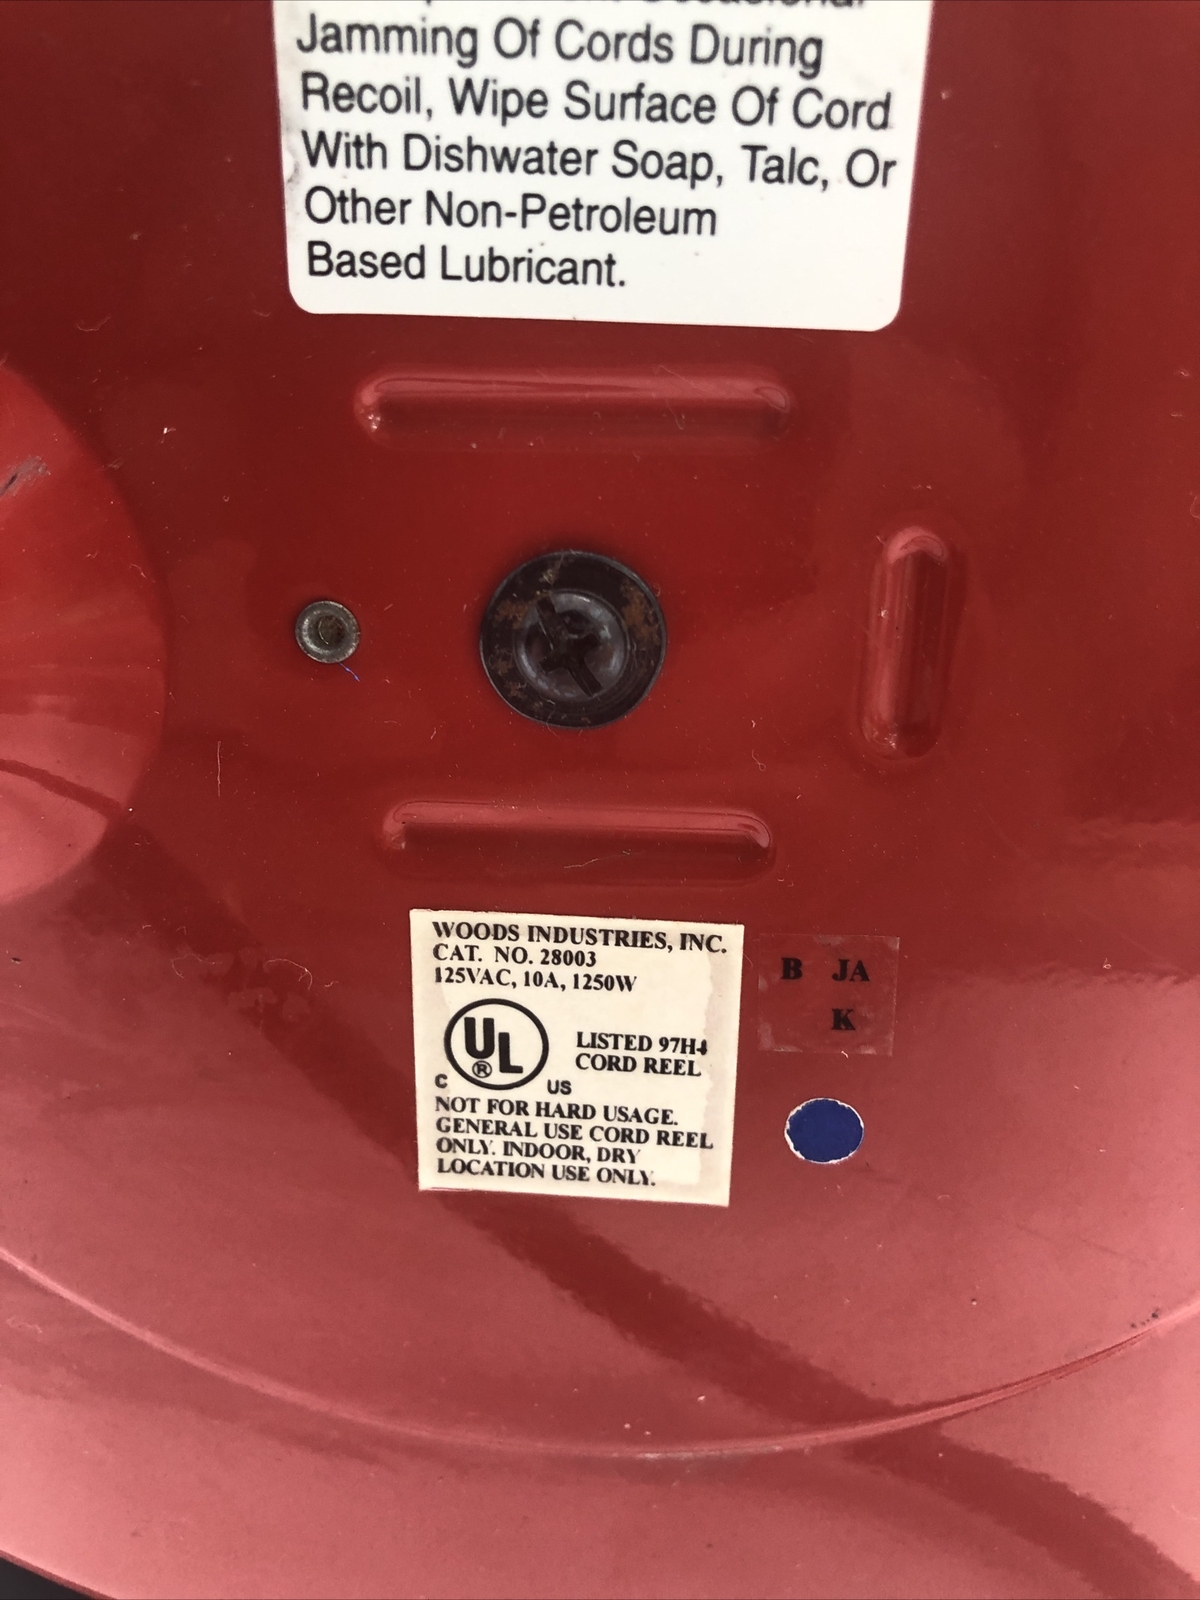 Occasional
Jamming Of Cords During
Recoil, Wipe Surface Of Cord
With Dishwater Soap, Talc, Or
Other Non-Petroleum
Based Lubricant.
WOODS INDUSTRIES, INC.
CAT. NO. 28003
125VAC, 10A, 1250W
UL
®
C US
LISTED 97H4
CORD REEL
NOT FOR HARD USAGE.
GENERAL USE CORD REEL
ONLY. INDOOR, DRY
LOCATION USE ONLY.
B JA
K